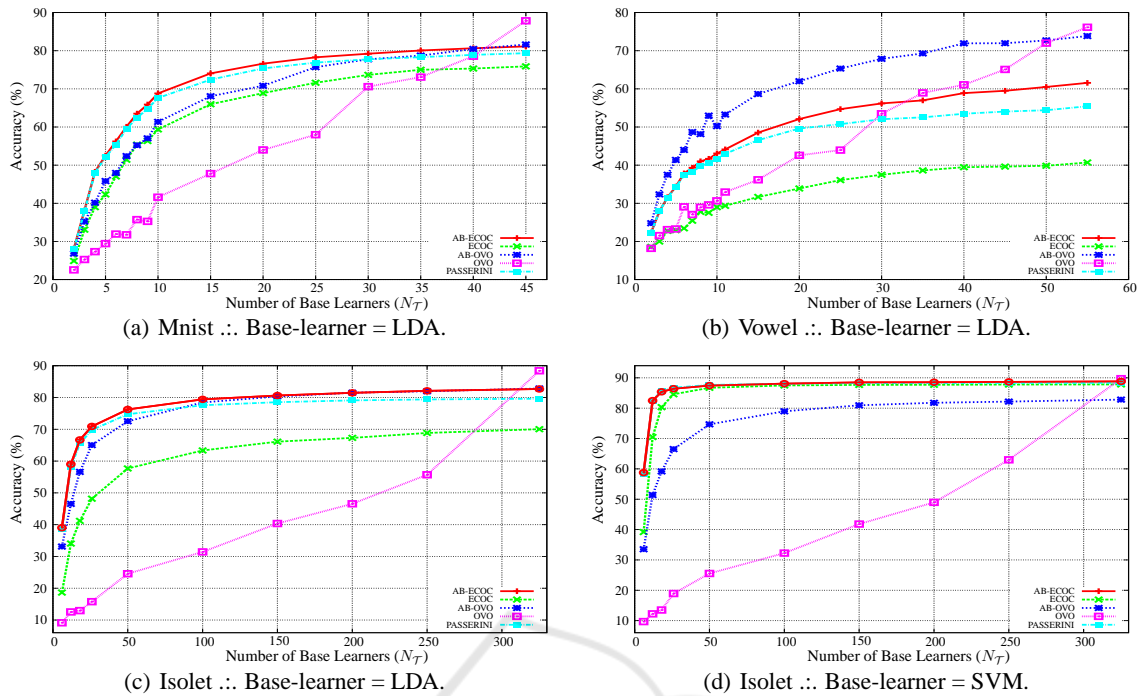 90
80
70
60
50
40
30
20
Accuracy (%)
5 10 15 20 25 30 35 40 45
Number of Base Learners (N𝒯)
AB-ECOC
ECOC
AB-OVO
OVO
PASSERINI
(a) Mnist .:. Base-learner = LDA.
80
70
60
50
40
30
20
10
Accuracy (%)
0 10 20 30 40 50 60
Number of Base Learners (N𝒯)
AB-ECOC
ECOC
AB-OVO
OVO
PASSERINI
(b) Vowel .:. Base-learner = LDA.
90
80
70
60
50
40
30
20
10
Accuracy (%)
50 100 150 200 250 300
Number of Base Learners (N𝒯)
AB-ECOC
ECOC
AB-OVO
OVO
PASSERINI
(c) Isolet .:. Base-learner = LDA.
90
80
70
60
50
40
30
20
10
Accuracy (%)
50 100 150 200 250 300
Number of Base Learners (N𝒯)
AB-ECOC
ECOC
AB-OVO
OVO
PASSERINI
(d) Isolet .:. Base-learner = SVM.